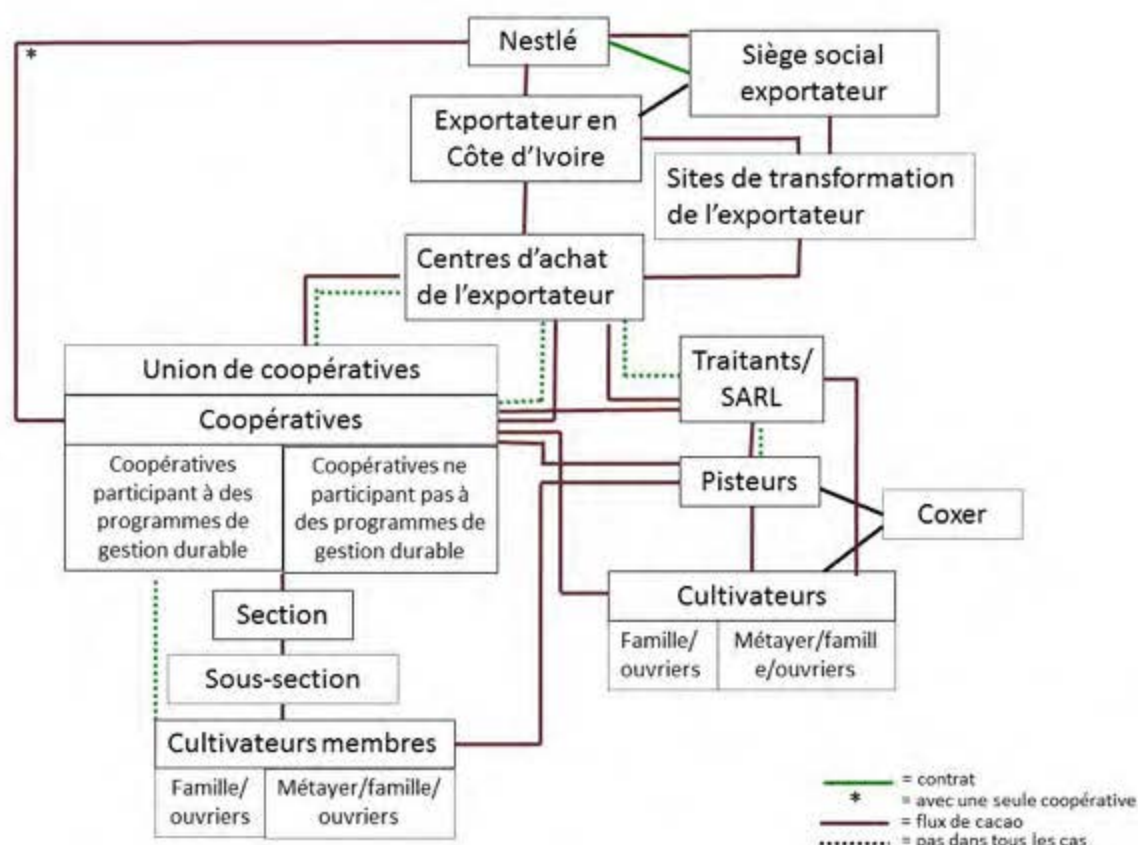 Nestlé
*
Siège social
exportateur
Exportateur en
Côte d'Ivoire
Sites de transformation
de l'exportateur
Centres d'achat
de l'exportateur
Union de coopératives
Coopératives
Coopératives
participant à des
programmes de
gestion durable
Coopératives ne
participant pas à
des programmes de
gestion durable
Traitants/
SARL
Pisteurs
Coxer
Cultivateurs
Famille/
ouvriers
Métayer/famill
e/ouvriers
Section
Sous-section
Cultivateurs membres
Famille/
ouvriers
Métayer/famille/
ouvriers
= contrat
* = avec une seule coopérative
= flux de cacao
= pas dans tous les cas